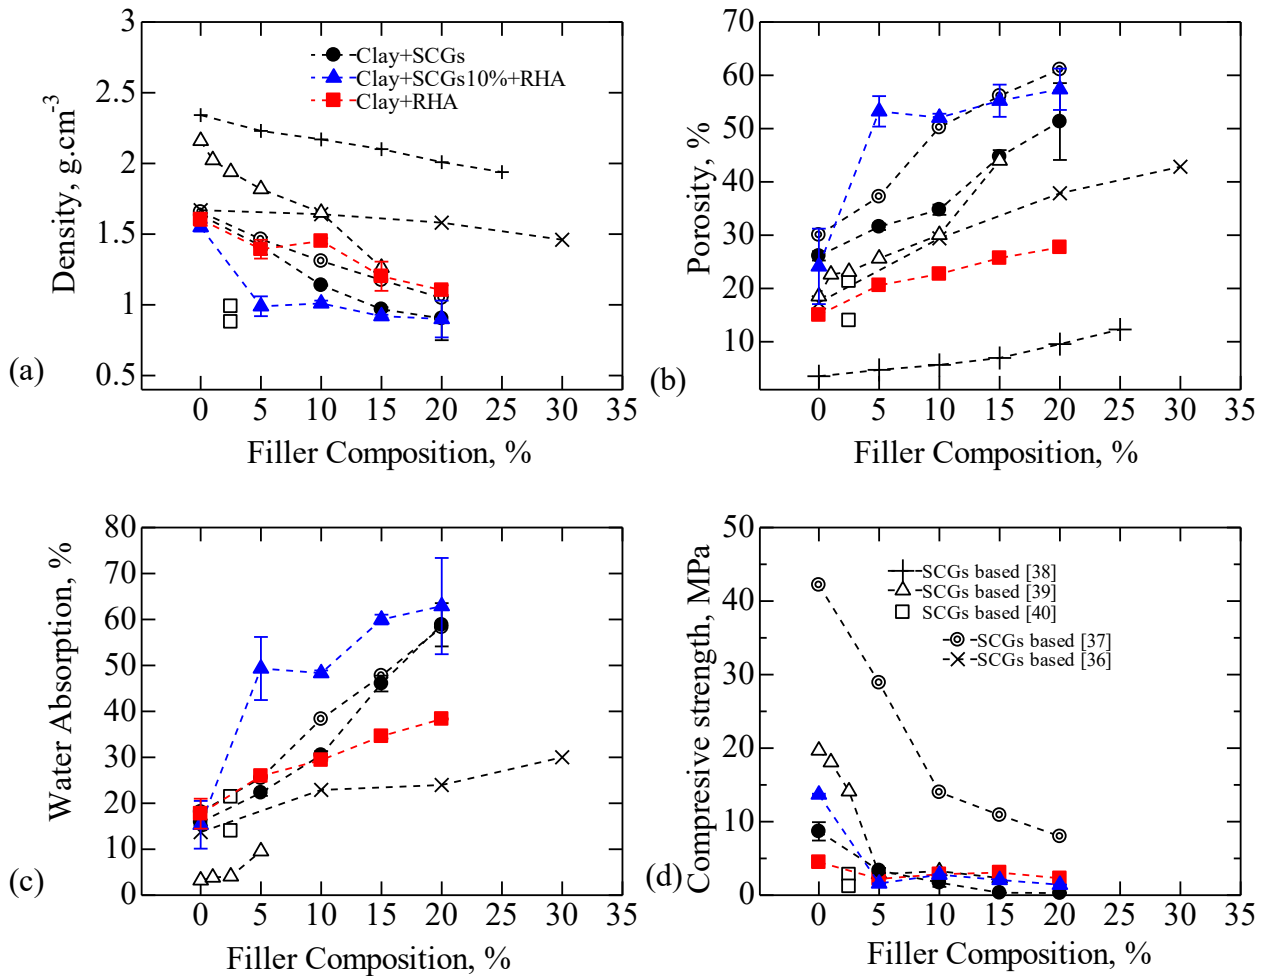 3
2.5
2
1.5
1
0.5
Density, g.cm-3
Clay+SCGs
Clay+SCGs10%+RHA
Clay+RHA
(a)
0 5 10 15 20 25 30 35
Filler Composition, %
70
60
50
40
30
20
10
Porosity, %
(b)
0 5 10 15 20 25 30 35
Filler Composition, %
80
70
60
50
40
30
20
10
0
Water Absorption, %
(c)
0 5 10 15 20 25 30 35
Filler Composition, %
50
40
30
20
10
0
Compresive strength, MPa
SCGs based [38]
SCGs based [39]
SCGs based [40]
SCGs based [37]
SCGs based [36]
(d)
0 5 10 15 20 25 30 35
Filler Composition, %